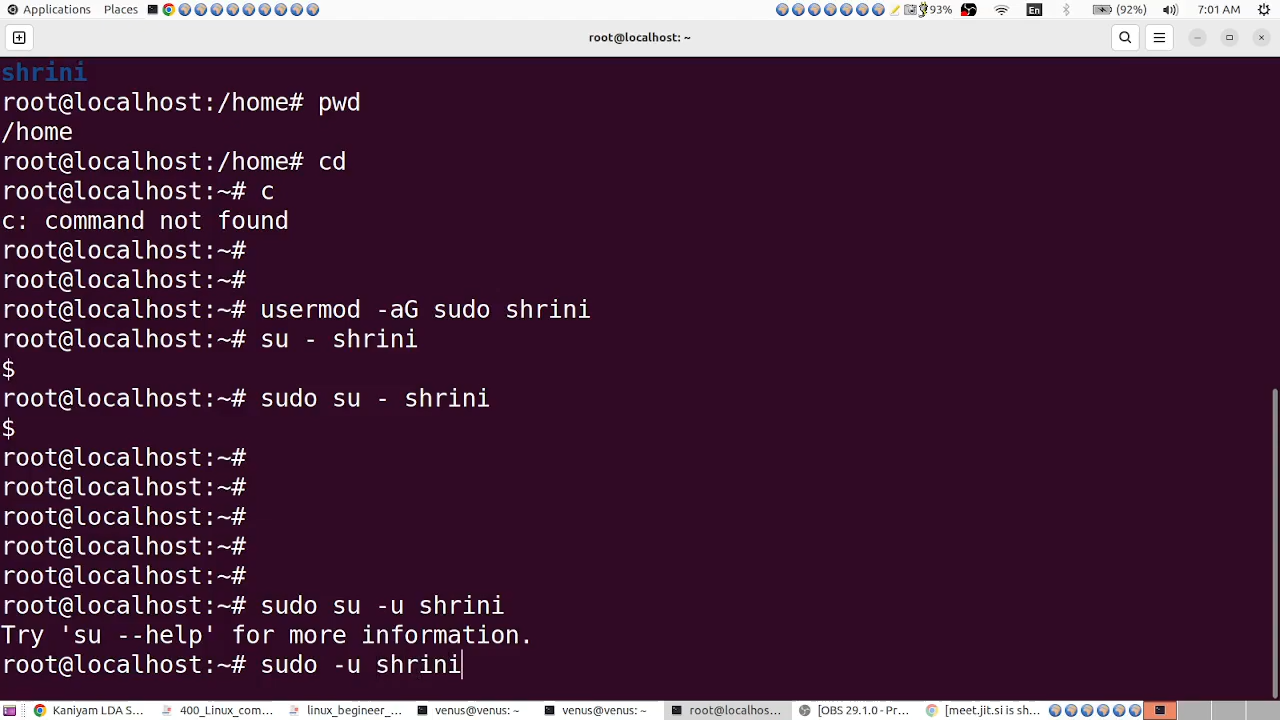 Applications Places 93% En (92%) 7:01 AM
root@localhost: ~
shrini
root@localhost:/home# pwd
/home
root@localhost:/home# cd
root@localhost:~# c
c: command not found
root@localhost:~#
root@localhost:~#
root@localhost:~# usermod -aG sudo shrini
root@localhost:~# su - shrini
$
root@localhost:~# sudo su - shrini
$
root@localhost:~#
root@localhost:~#
root@localhost:~#
root@localhost:~#
root@localhost:~#
root@localhost:~# sudo su -u shrini
Try 'su --help' for more information.
root@localhost:~# sudo -u shrini
Kaniyam LDA S... 400_Linux_com... linux_begineer_... venus@venus: ~ venus@venus: ~ root@localhos... [OBS 29.1.0 - Pr... [meet.jit.si is sh...